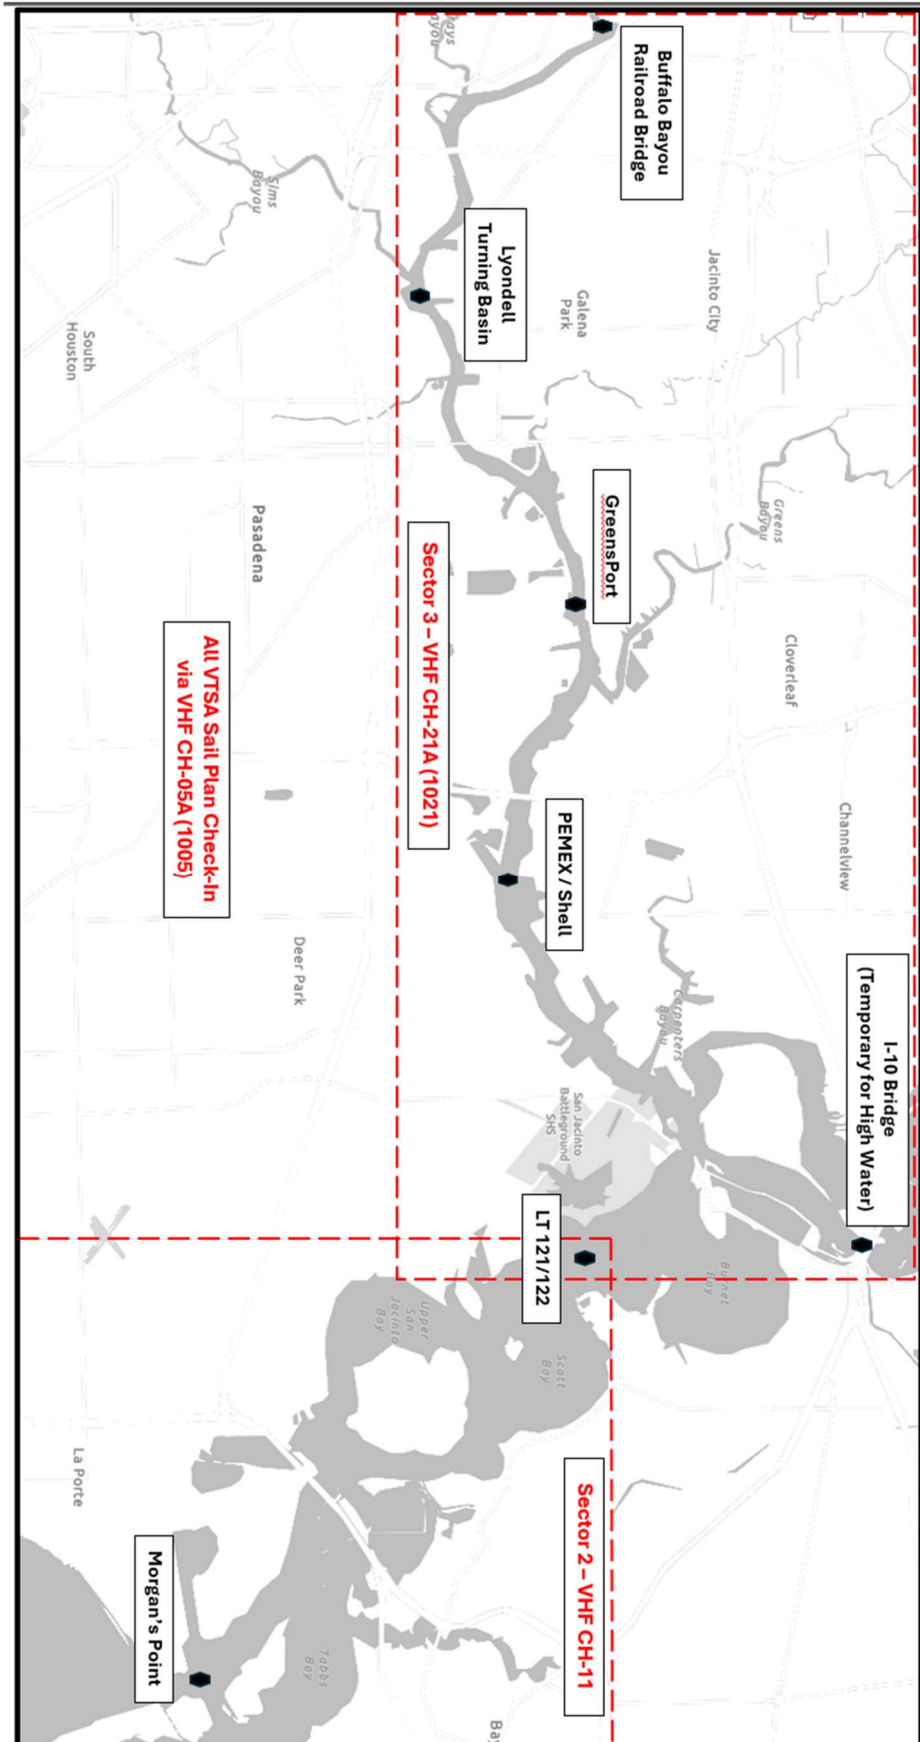 ays
ayou
Buffalo Bayou
Railroad Bridge
Sims
Bayou
Lyondell
Turning Basin
Galena
Park
Jacinto City
South
Houston
GreensPort
Greens
Bayou
Pasadena
Sector 3 – VHF CH-21A (1021)
Cloverleaf
All VTSA Sail Plan Check-In
via VHF CH-05A (1005)
PEMEX / Shell
Channelview
Deer Park
Carpenters
Bayou
I-10 Bridge
(Temporary for High Water)
San Jacinto
Battleground
SHS
LT 121/122
Burnet
Bay
Upper
San
Jacinto
Bay
Scott
Bay
La Porte
Sector 2 – VHF CH-11
Morgan's Point
Tabbs
Bay
Bay